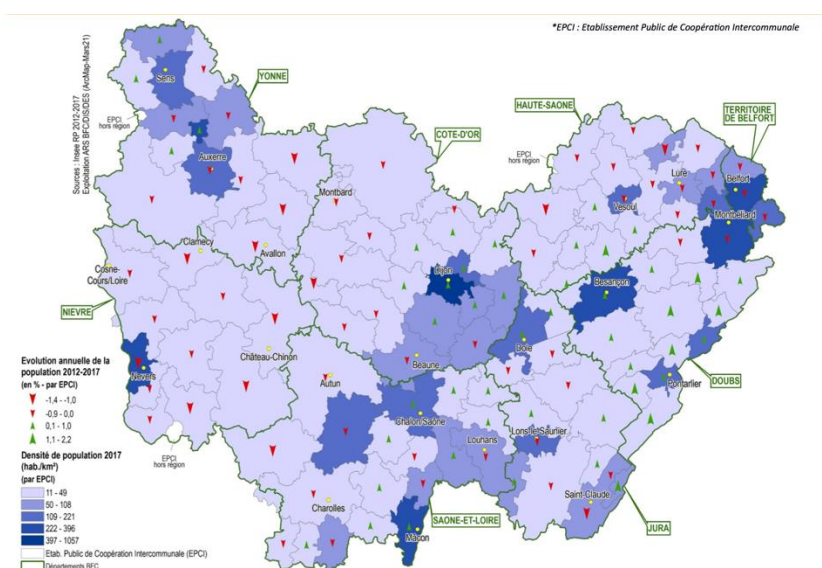 *EPCI : Etablissement Public de Coopération Intercommunale
Sources : Insee RP 2012-2017
Exploitation ARS BFC/DIS/DES (ArcMap-Mars21)
YONNE
HAUTE-SAONE
TERRITOIRE
DE BELFORT
COTE-D'OR
NIEVRE
DOUBS
SAONE-ET-LOIRE
JURA
EPCI
hors région
EPCI
hors région
EPCI
hors région
Sens
Auxerre
Montbard
Clamecy
Avallon
Cosne-
Cours/Loire
Château-Chinon
Nevers
Autun
Dijon
Beaune
Chalon/Saône
Louhans
Charolles
Mâcon
Lure
Belfort
Vesoul
Montbéliard
Besançon
Dole
Pontarlier
Lons-le-Saunier
Saint-Claude
Evolution annuelle de la
population 2012-2017
(en % - par EPCI)
-1,4 - -1,0
-0,9 - 0,0
0,1 - 1,0
1,1 - 2,2
Densité de population 2017
(hab./km²)
(par EPCI)
11 - 49
50 - 108
109 - 221
222 - 396
397 - 1057
Etab. Public de Coopération Intercommunale (EPCI)
Départements BFC